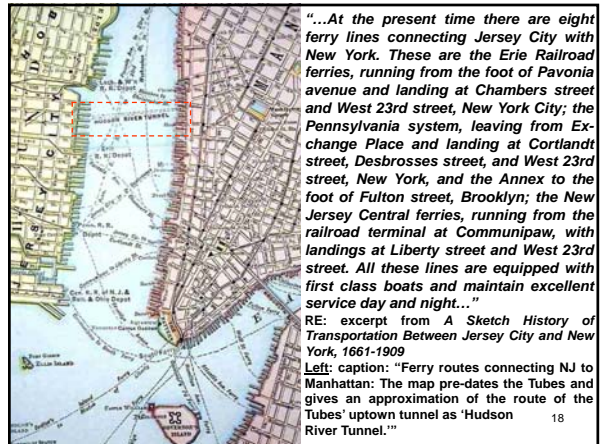 "…At the present time there are eight
ferry lines connecting Jersey City with
New York. These are the Erie Railroad
ferries, running from the foot of Pavonia
avenue and landing at Chambers street
and West 23rd street, New York City; the
Pennsylvania system, leaving from Ex-
change Place and landing at Cortlandt
street, Desbrosses street, and West 23rd
street, New York, and the Annex to the
foot of Fulton street, Brooklyn; the New
Jersey Central ferries, running from the
railroad terminal at Communipaw, with
landings at Liberty street and West 23rd
street. All these lines are equipped with
first class boats and maintain excellent
service day and night…"
RE: excerpt from A Sketch History of
Transportation Between Jersey City and New
York, 1661-1909
Left: caption: "Ferry routes connecting NJ to
Manhattan: The map pre-dates the Tubes and
gives an approximation of the route of the
Tubes' uptown tunnel as 'Hudson
River Tunnel.'"
18
HUDSON RIVER TUNNEL
JERSEY CITY
ELLIS ISLAND
GOVERNOR'S
ISLAND